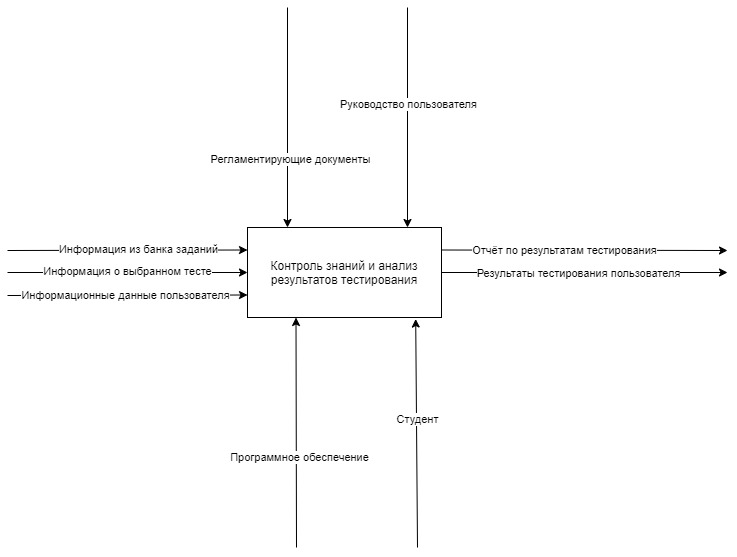 Руководство пользователя
Регламентирующие документы
Информация из банка заданий
Информация о выбранном тесте
Информационные данные пользователя
Контроль знаний и анализ
результатов тестирования
Отчёт по результатам тестирования
Результаты тестирования пользователя
Студент
Программное обеспечение